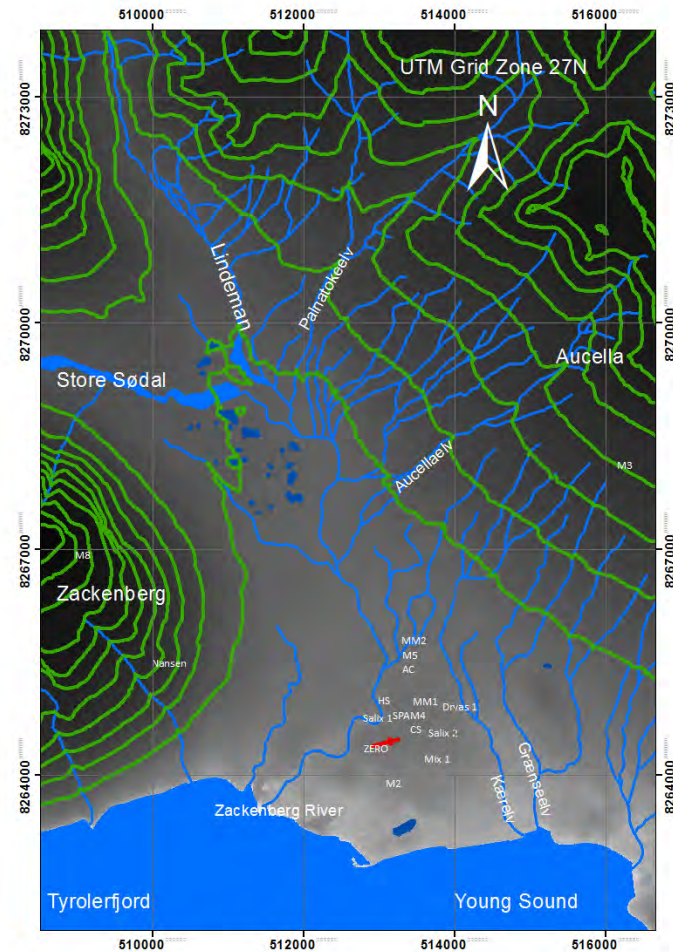 510000 512000 514000 516000
UTM Grid Zone 27N
8273000 8273000
N
Lindeman
Palnatokeelv
8270000 8270000
Aucella
Store Sødal
M3
Aucellaelv
8267000 8267000
M8
Zackenberg
MM2
M5
Nansen
AC
HS MM1 Dryas 1
Salix 1 SPAM4
CS Salix 2
ZERO
Mix 1
Grænseelv
8264000 8264000
M2
Kærelv
Zackenberg River
Tyrolerfjord Young Sound
510000 512000 514000 516000